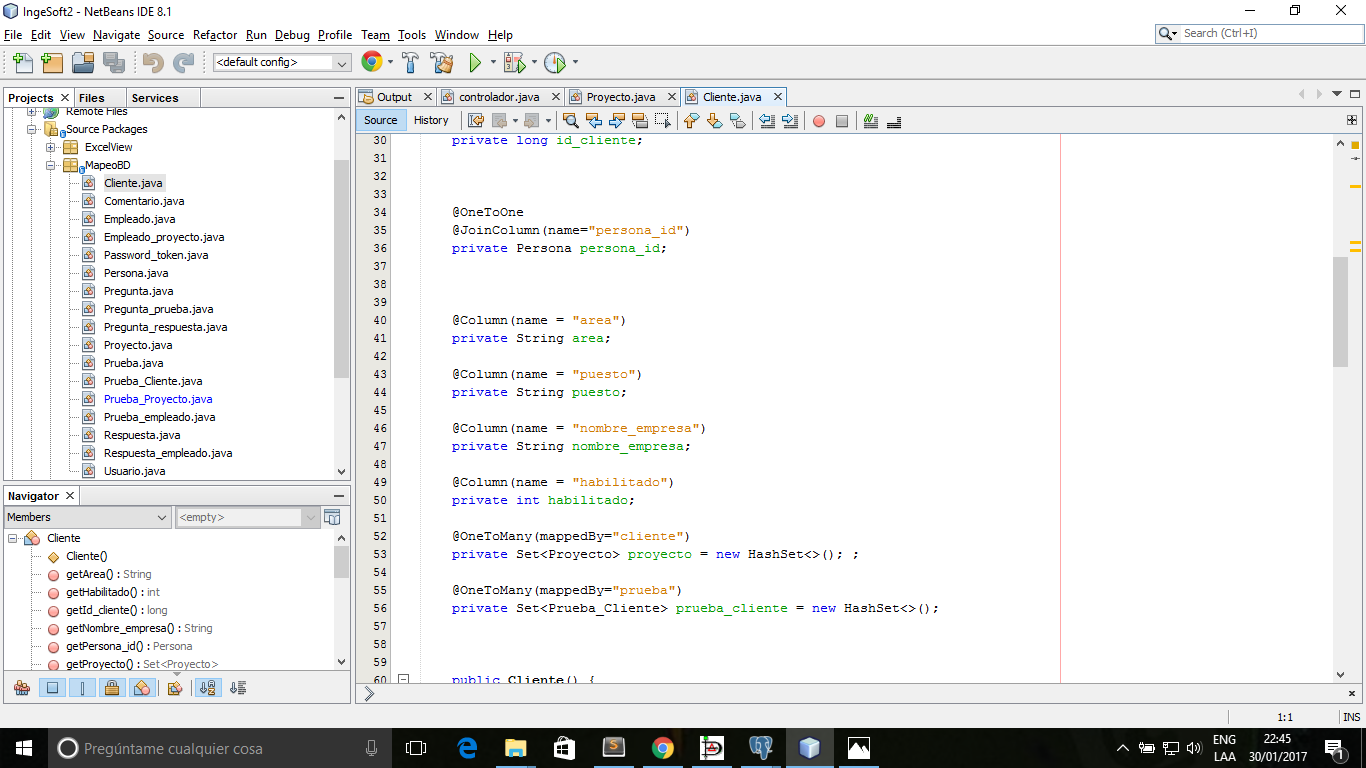 IngeSoft2 - NetBeans IDE 8.1
File Edit View Navigate Source Refactor Run Debug Profile Team Tools Window Help
Search (Ctrl+I)
<default config>
Projects Files Services
Remote Files
Source Packages
ExcelView
MapeoBD
Cliente.java
Comentario.java
Empleado.java
Empleado_proyecto.java
Password_token.java
Persona.java
Pregunta.java
Pregunta_prueba.java
Pregunta_respuesta.java
Proyecto.java
Prueba.java
Prueba_Cliente.java
Prueba_Proyecto.java
Prueba_empleado.java
Respuesta.java
Respuesta_empleado.java
Usuario.java
Navigator
Members <empty>
Cliente
Cliente()
getArea() : String
getHabilitado() : int
getId_cliente() : long
getNombre_empresa() : String
getPersona_id() : Persona
getProyecto() : Set<Proyecto>
Output controlador.java Proyecto.java Cliente.java
Source History
30 private long id_cliente;
31
32
33
34 @OneToOne
35 @JoinColumn(name="persona_id")
36 private Persona persona_id;
37
38
39
40 @Column(name = "area")
41 private String area;
42
43 @Column(name = "puesto")
44 private String puesto;
45
46 @Column(name = "nombre_empresa")
47 private String nombre_empresa;
48
49 @Column(name = "habilitado")
50 private int habilitado;
51
52 @OneToMany(mappedBy="cliente")
53 private Set<Proyecto> proyecto = new HashSet<>(); ;
54
55 @OneToMany(mappedBy="prueba")
56 private Set<Prueba_Cliente> prueba_cliente = new HashSet<>();
57
58
59
60 public Cliente() {
1:1 INS
Pregúntame cualquier cosa
ENG
LAA
22:45
30/01/2017
1